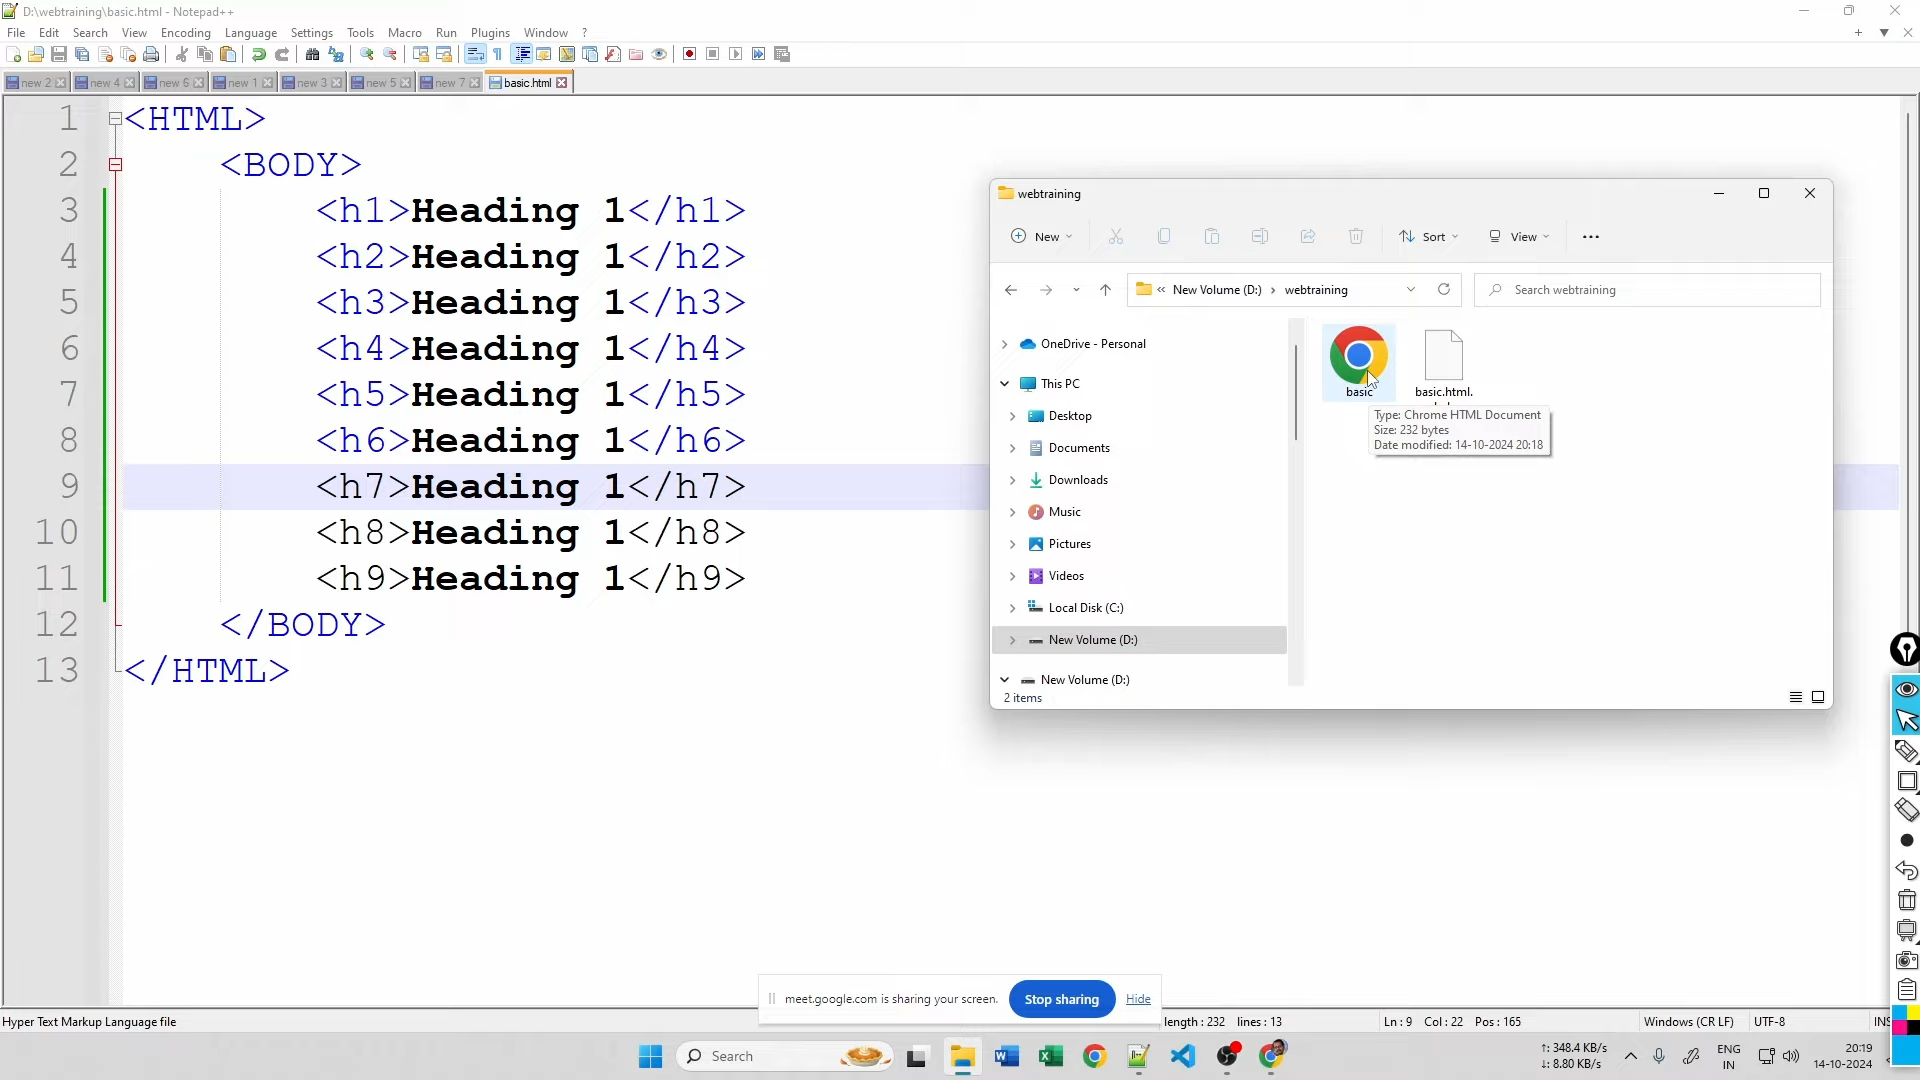 D:\webtraining\basic.html - Notepad++
File Edit Search View Encoding Language Settings Tools Macro Run Plugins Window ?
new 2 new 4 new 6 new 1 new 3 new 5 new 7 basic.html
1 <HTML>
2 <BODY>
3 <h1>Heading 1</h1>
4 <h2>Heading 1</h2>
5 <h3>Heading 1</h3>
6 <h4>Heading 1</h4>
7 <h5>Heading 1</h5>
8 <h6>Heading 1</h6>
9 <h7>Heading 1</h7>
10 <h8>Heading 1</h8>
11 <h9>Heading 1</h9>
12 </BODY>
13 </HTML>
webtraining
New Sort View
« New Volume (D:) > webtraining
Search webtraining
OneDrive - Personal
This PC
Desktop
Documents
Downloads
Music
Pictures
Videos
Local Disk (C:)
New Volume (D:)
New Volume (D:)
2 items
basic
basic.html.
Type: Chrome HTML Document
Size: 232 bytes
Date modified: 14-10-2024 20:18
meet.google.com is sharing your screen. Stop sharing Hide
Hyper Text Markup Language file length : 232 lines : 13 Ln : 9 Col : 22 Pos : 165 Windows (CR LF) UTF-8 INS
Search
↑: 348.4 KB/s
↓: 8.80 KB/s
ENG
IN
20:19
14-10-2024